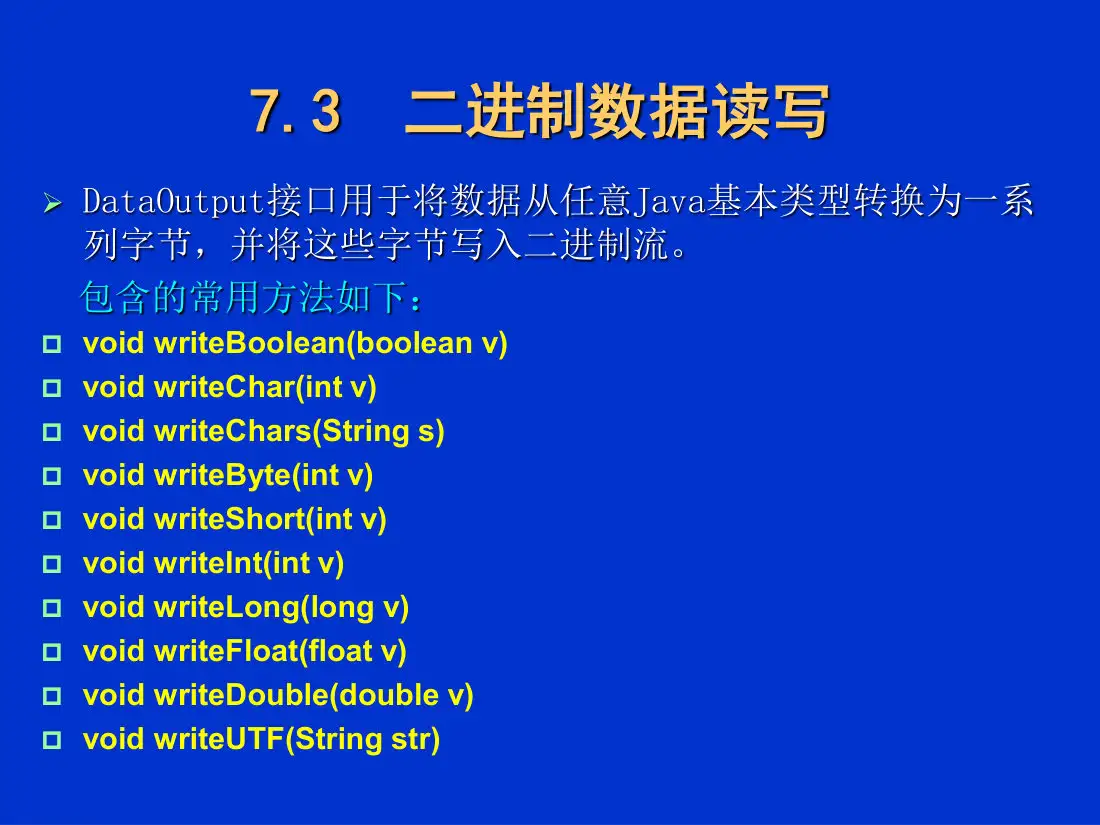 7.3 二进制数据读写
DataOutput接口用于将数据从任意Java基本类型转换为一系
列字节，并将这些字节写入二进制流。
包含的常用方法如下：
void writeBoolean(boolean v)
void writeChar(int v)
void writeChars(String s)
void writeByte(int v)
void writeShort(int v)
void writeInt(int v)
void writeLong(long v)
void writeFloat(float v)
void writeDouble(double v)
void writeUTF(String str)